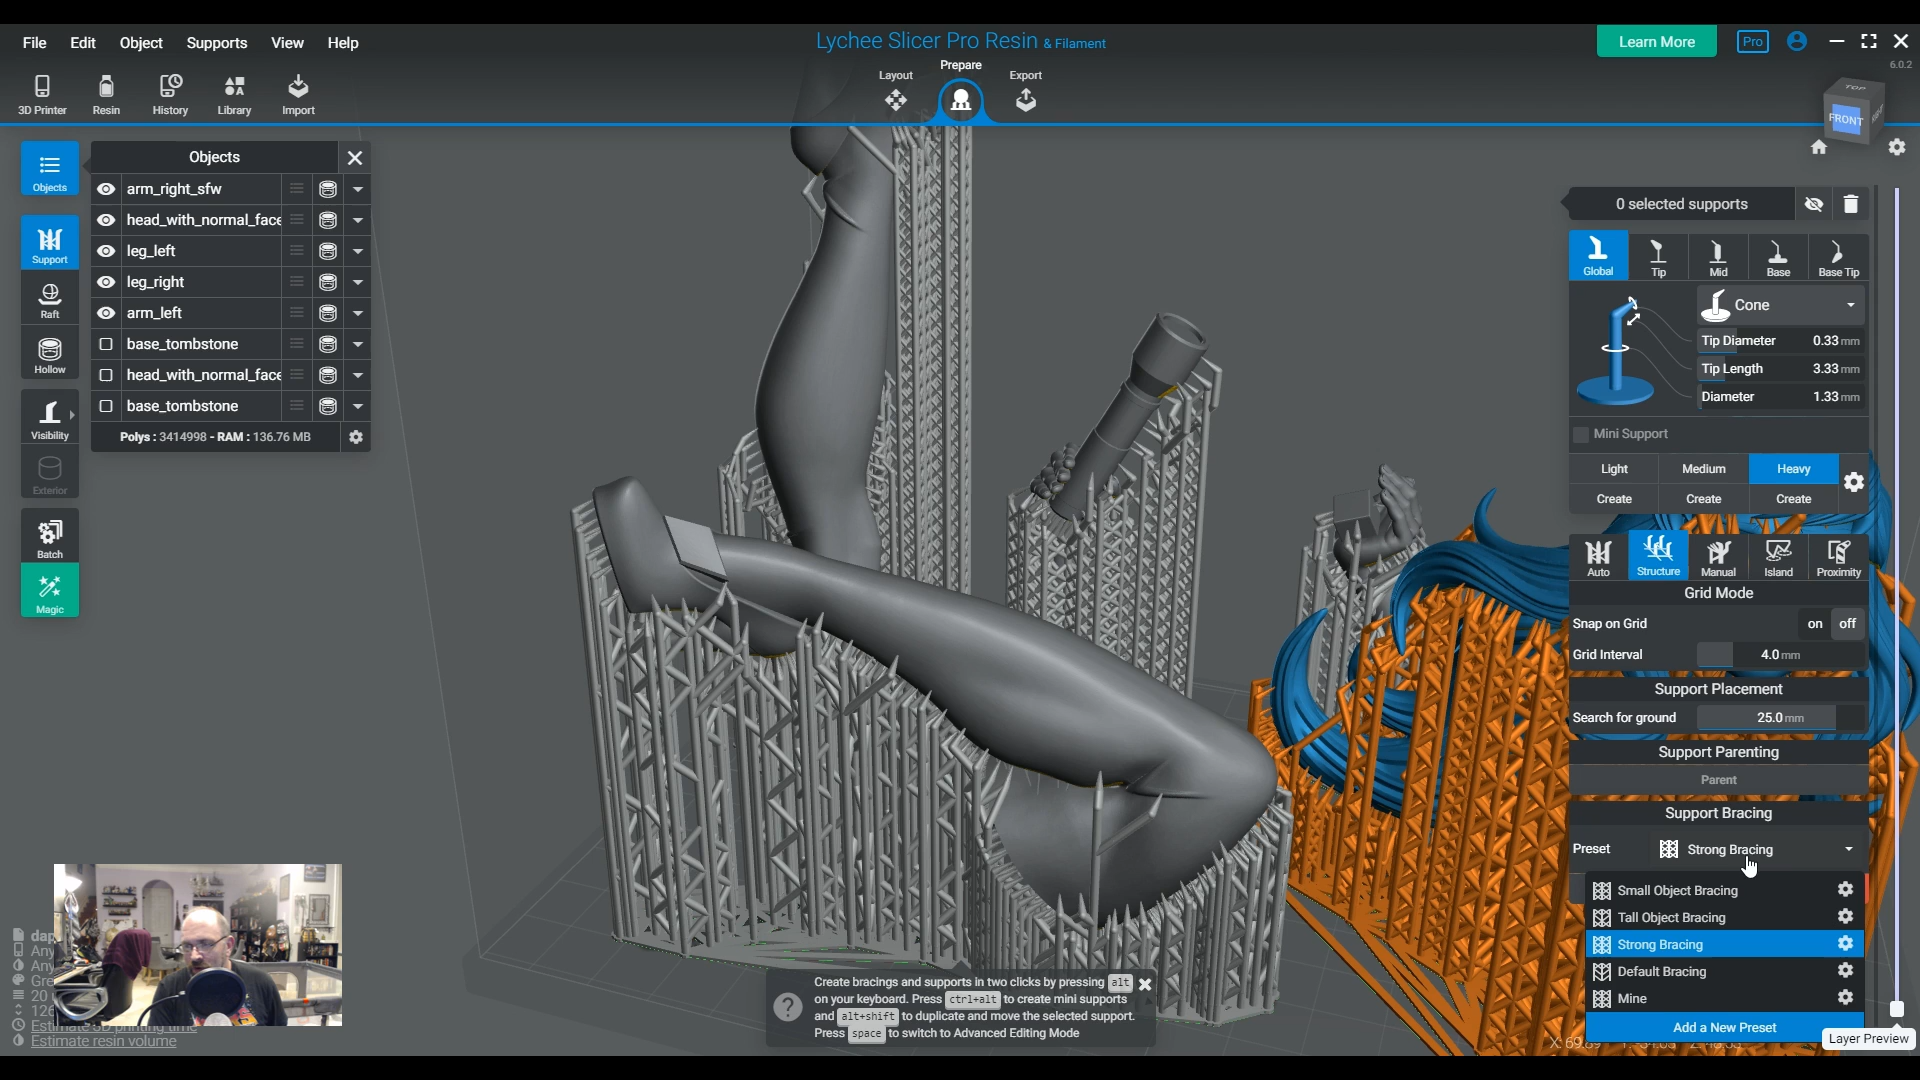 File Edit Object Supports View Help
Lychee Slicer Pro Resin & Filament
Learn More
Pro
6.0.2
3D Printer Resin History Library Import
Layout Prepare Export
TOP
FRONT
Objects
Support
Raft
Hollow
Visibility
Exterior
Batch
Magic
Objects
arm_right_sfw
head_with_normal_face
leg_left
leg_right
arm_left
base_tombstone
head_with_normal_face
base_tombstone
Polys : 3414998 - RAM : 136.76 MB
0 selected supports
Global Tip Mid Base Base Tip
Cone
Tip Diameter 0.33 mm
Tip Length 3.33 mm
Diameter 1.33 mm
Mini Support
Light Medium Heavy
Create Create Create
Auto Structure Manual Island Proximity
Grid Mode
Snap on Grid on off
Grid Interval 4.0 mm
Support Placement
Search for ground 25.0 mm
Support Parenting
Parent
Support Bracing
Preset Strong Bracing
Small Object Bracing
Tall Object Bracing
Strong Bracing
Default Bracing
Mine
Add a New Preset
Layer Preview
Create bracings and supports in two clicks by pressing alt
on your keyboard. Press ctrl+alt to create mini supports
and alt+shift to duplicate and move the selected support.
Press space to switch to Advanced Editing Mode
Estimate 3D printing time
Estimate resin volume